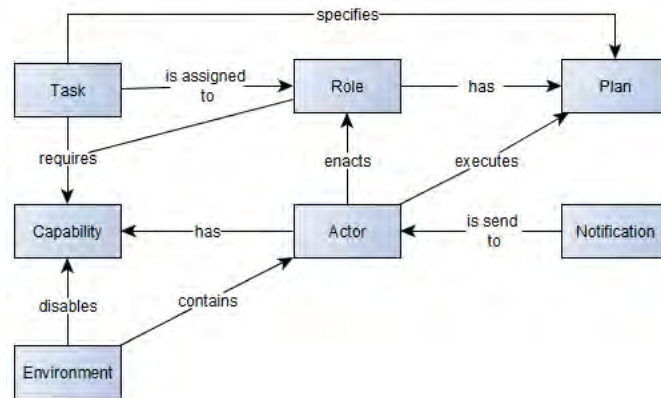 specifies
Task
is assigned
to
Role
has
Plan
requires
enacts
executes
Capability
has
Actor
is send
to
Notification
disables
contains
Environment